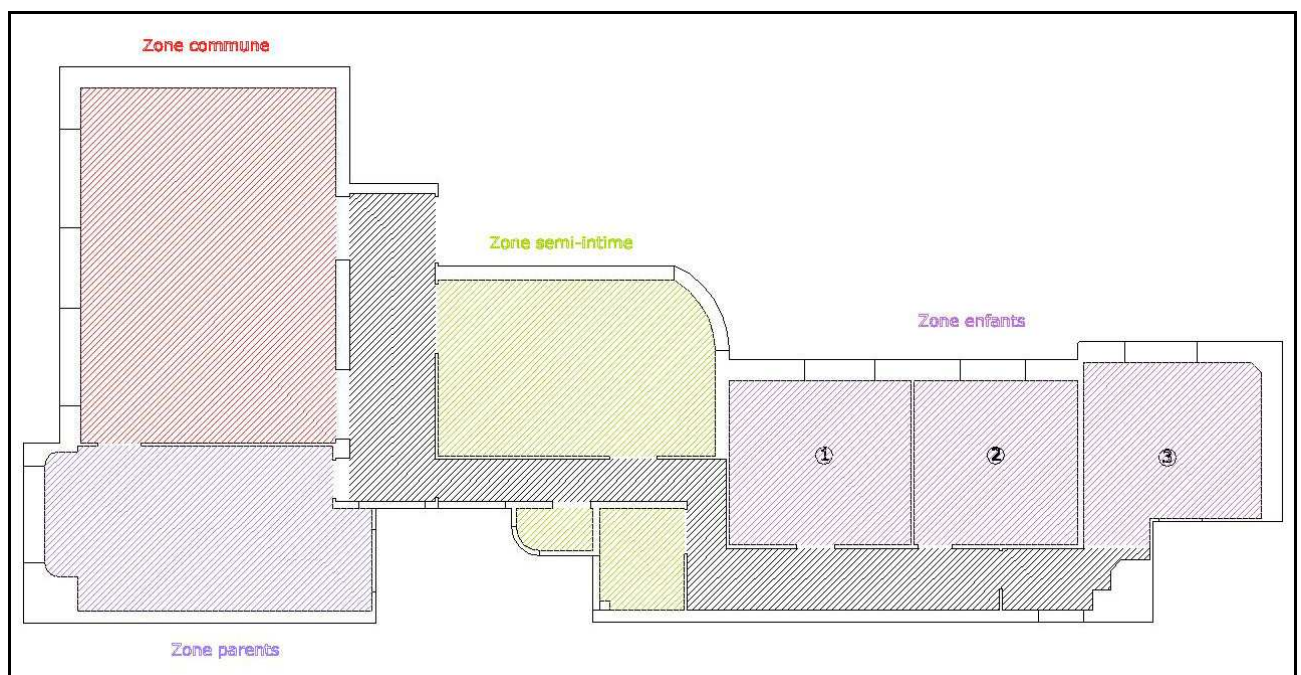 Zone commune
Zone semi-intime
Zone enfants
1
2
3
Zone parents